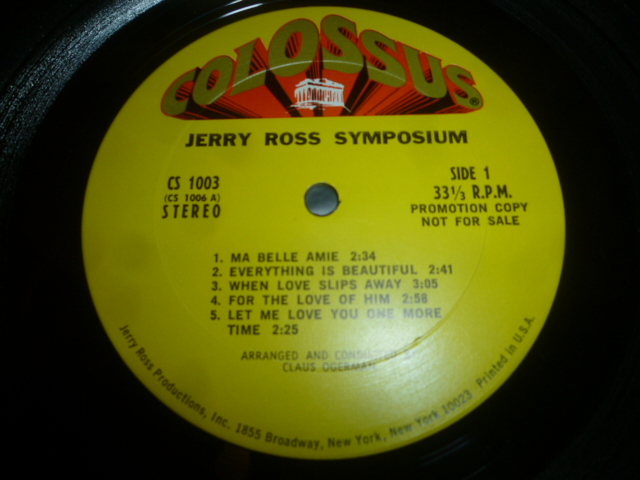 COLOSSUS®
JERRY ROSS SYMPOSIUM
CS 1003
(CS 1006 A)
STEREO
SIDE 1
33⅓ R.P.M.
PROMOTION COPY
NOT FOR SALE
1. MA BELLE AMIE 2:34
2. EVERYTHING IS BEAUTIFUL 2:41
3. WHEN LOVE SLIPS AWAY 3:05
4. FOR THE LOVE OF HIM 2:58
5. LET ME LOVE YOU ONE MORE
TIME 2:25
ARRANGED AND CONDUCTED BY
CLAUS OGERMAN
Jerry Ross Productions, Inc. 1855 Broadway, New York, New York 10023 Printed in U.S.A.